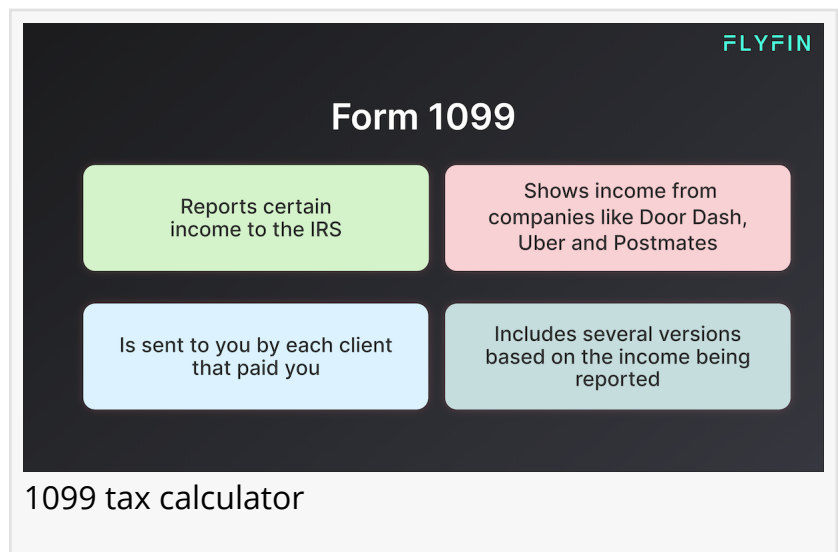 FLYFIN
Form 1099
Reports certain
income to the IRS
Shows income from
companies like Door Dash,
Uber and Postmates
Is sent to you by each client
that paid you
Includes several versions
based on the income being
reported
1099 tax calculator